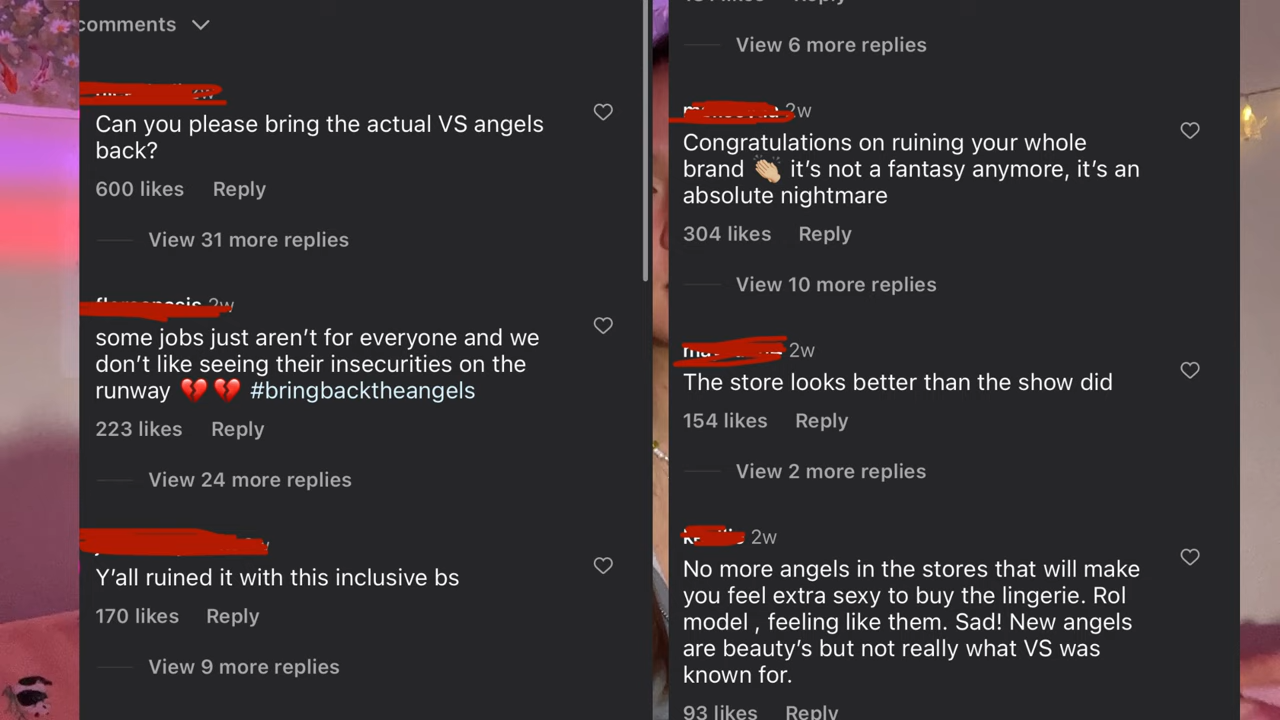 comments
Can you please bring the actual VS angels
back?
600 likes Reply
View 31 more replies
2w
some jobs just aren't for everyone and we
don't like seeing their insecurities on the
runway 💔 💔 #bringbacktheangels
223 likes Reply
View 24 more replies
Y'all ruined it with this inclusive bs
170 likes Reply
View 9 more replies
Reply
View 6 more replies
2w
Congratulations on ruining your whole
brand 👏🏼 it's not a fantasy anymore, it's an
absolute nightmare
304 likes Reply
View 10 more replies
2w
The store looks better than the show did
154 likes Reply
View 2 more replies
2w
No more angels in the stores that will make
you feel extra sexy to buy the lingerie. Rol
model , feeling like them. Sad! New angels
are beauty's but not really what VS was
known for.
93 likes Reply